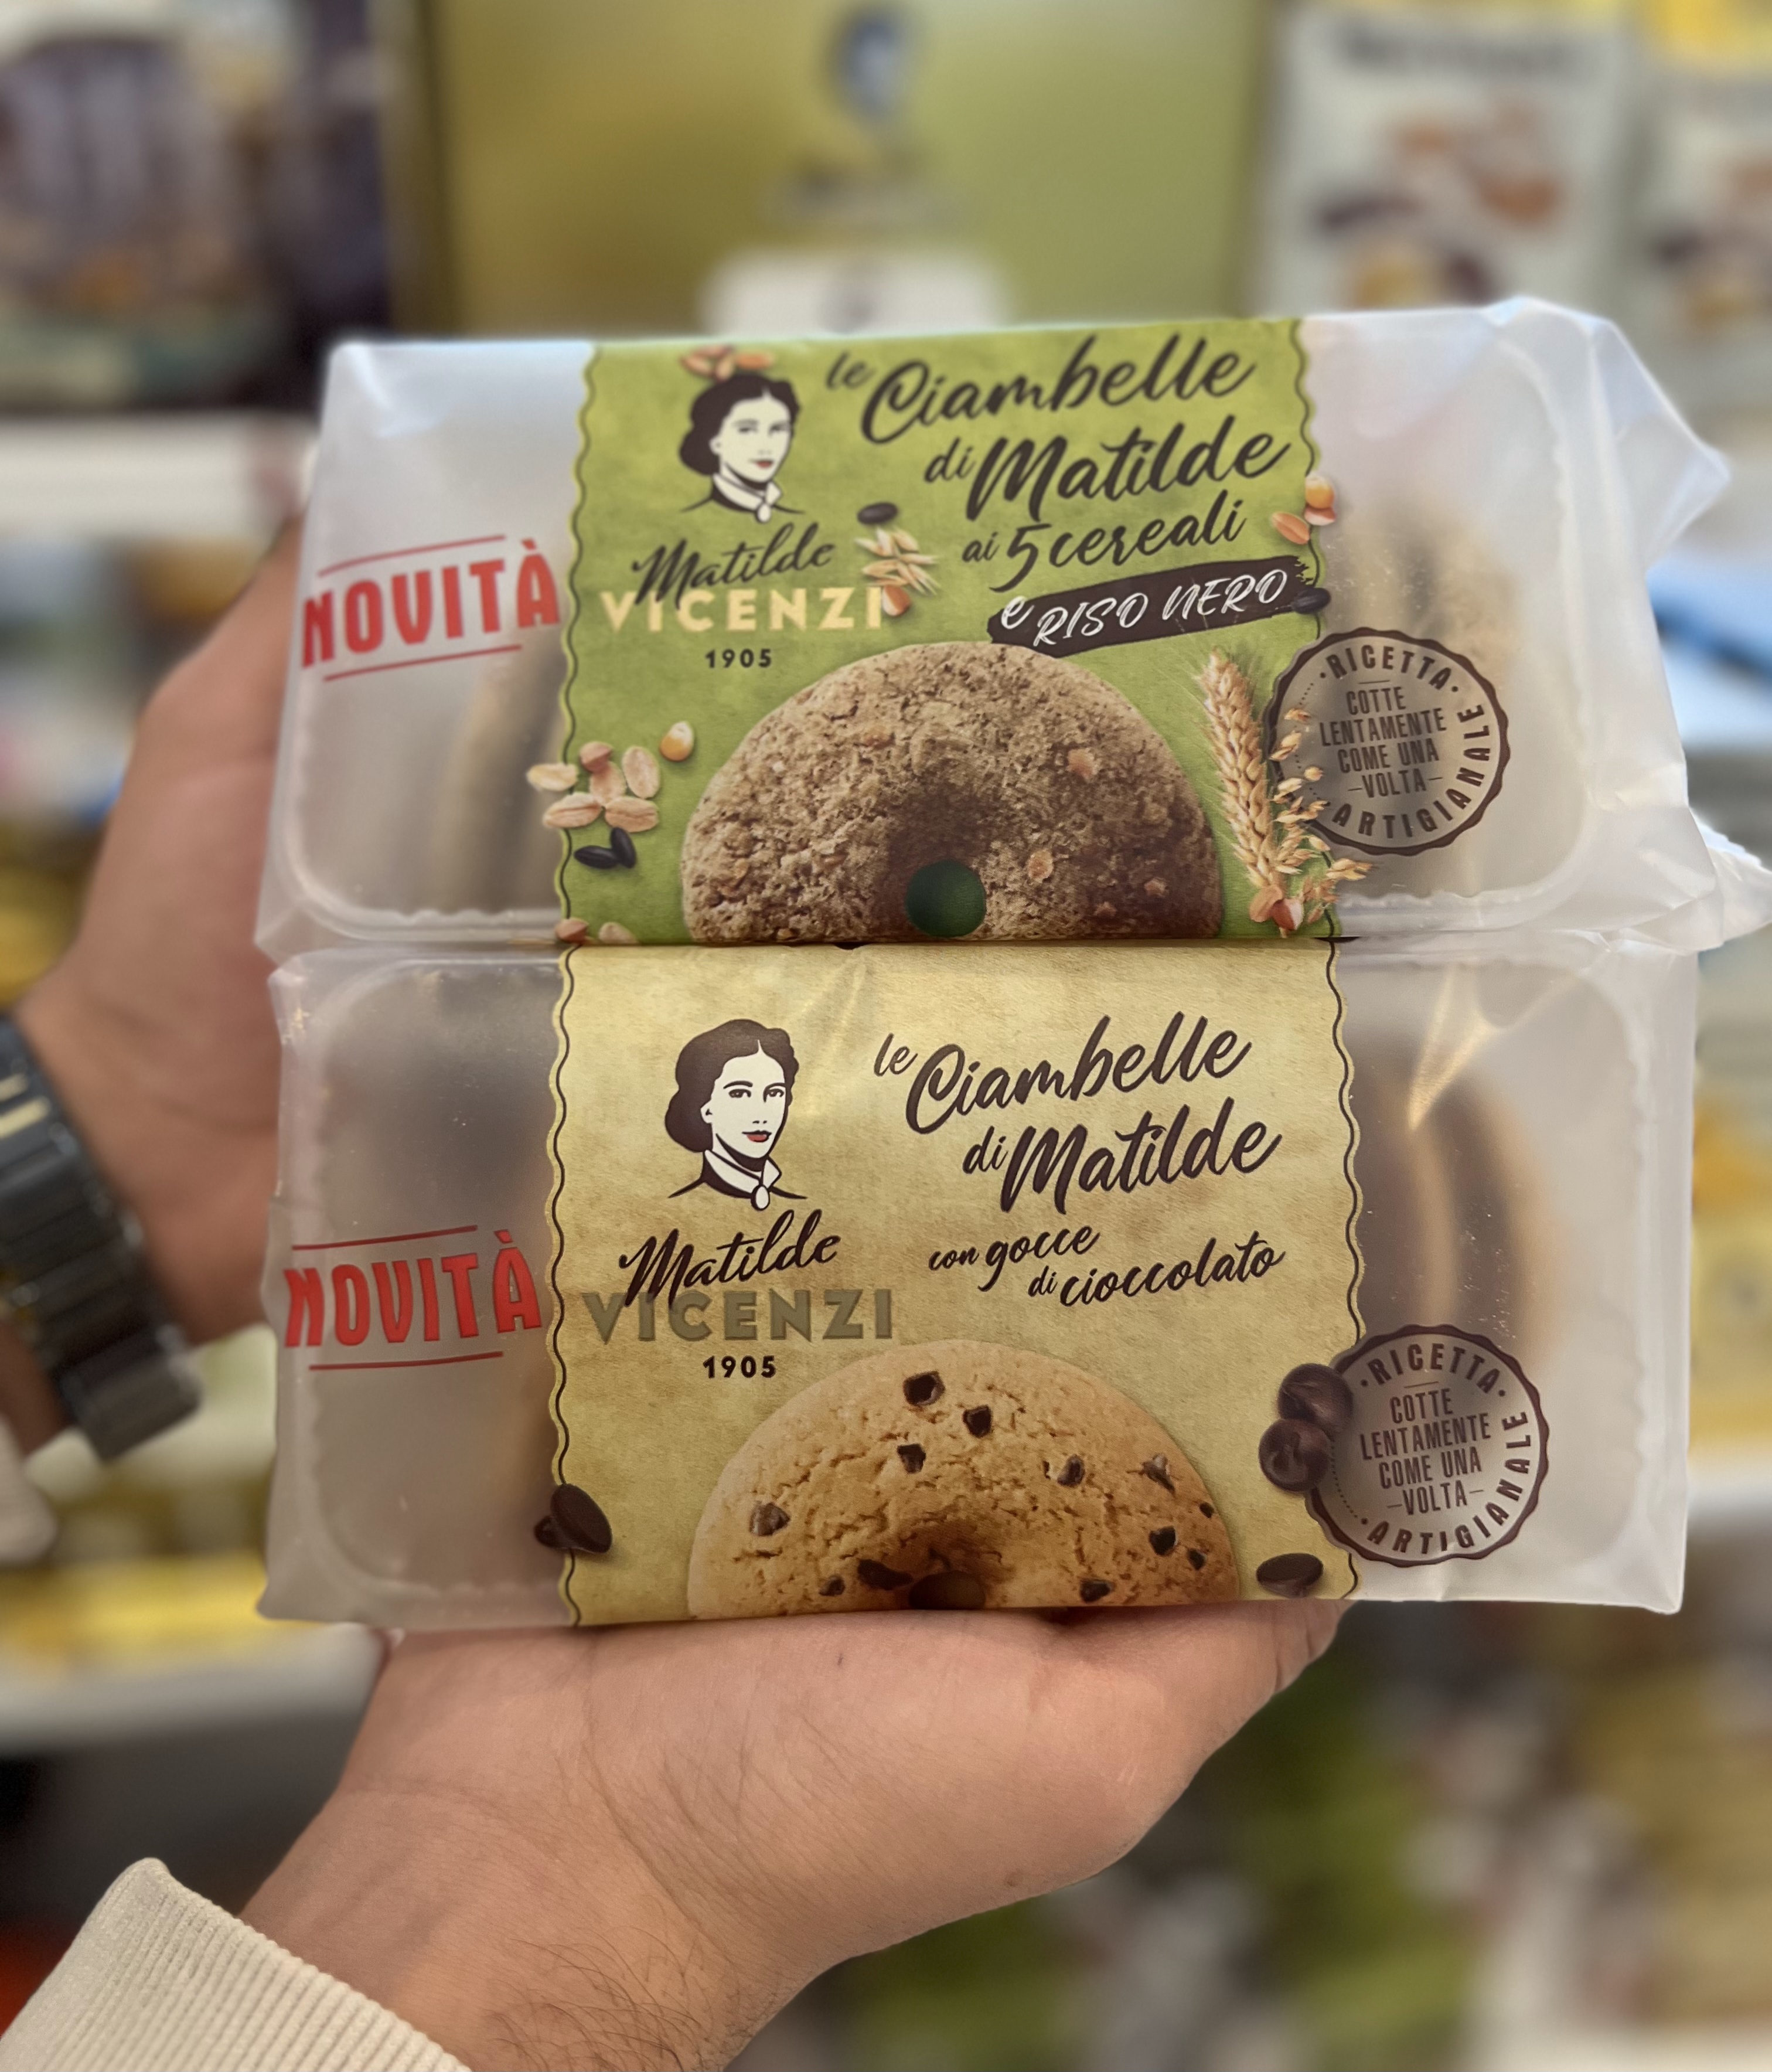 le Ciambelle
di Matilde
ai 5 cereali
e RISO NERO
Matilde
VICENZI
1905
NOVITÀ
· RICETTA ·
COTTE
LENTAMENTE
COME UNA
–VOLTA–
ARTIGIANALE
le Ciambelle
di Matilde
con gocce
di cioccolato
Matilde
VICENZI
1905
NOVITÀ
· RICETTA ·
COTTE
LENTAMENTE
COME UNA
–VOLTA–
ARTIGIANALE